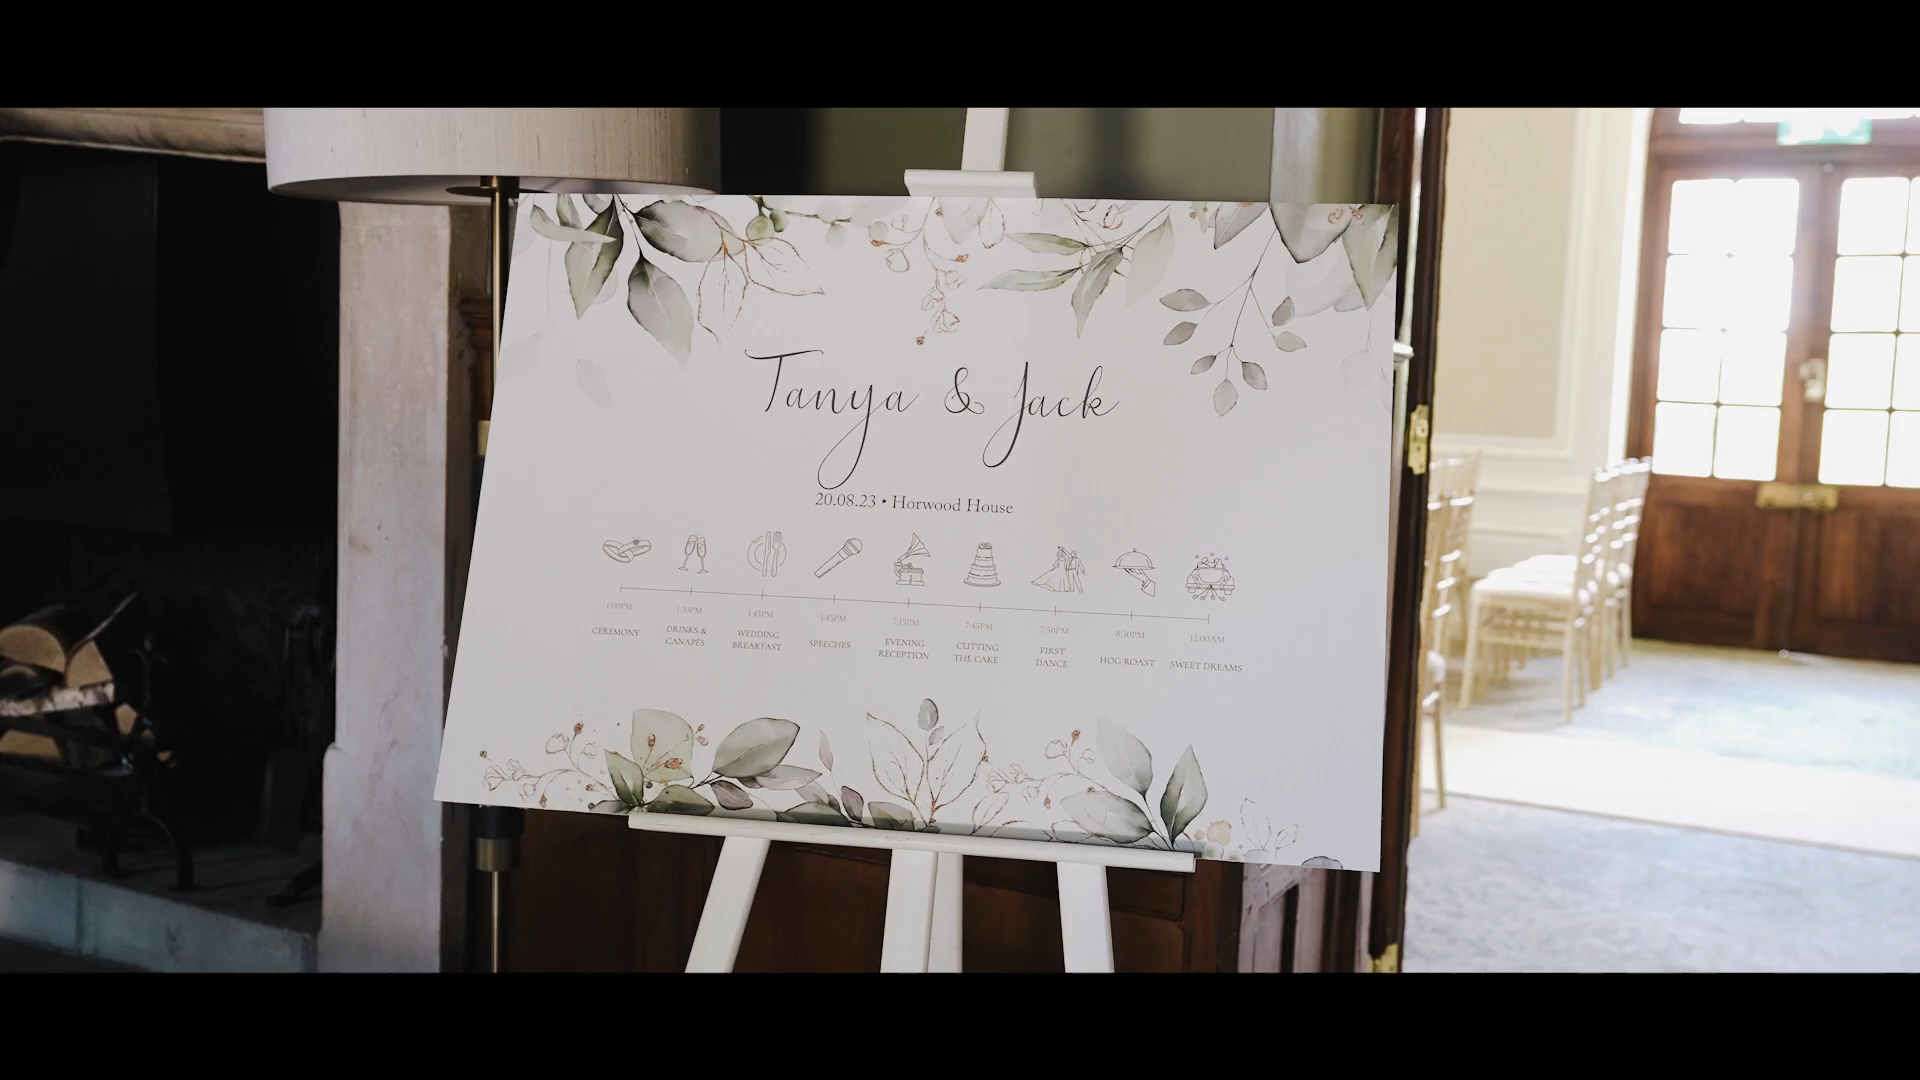 Tanya & Jack
20.08.23 • Horwood House
1:00PM 1:30PM 3:45PM 5:45PM 7:15PM 7:45PM 7:50PM 8:30PM 12:00AM
CEREMONY
DRINKS &
CANAPÉS
WEDDING
BREAKFAST
SPEECHES
EVENING
RECEPTION
CUTTING
THE CAKE
FIRST
DANCE
HOG ROAST
SWEET DREAMS